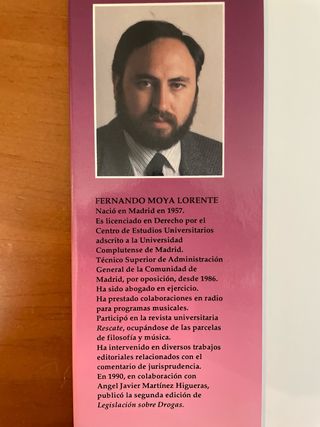 FERNANDO MOYA LORENTE
Nació en Madrid en 1957.
Es licenciado en Derecho por el
Centro de Estudios Universitarios
adscrito a la Universidad
Complutense de Madrid.
Técnico Superior de Administración
General de la Comunidad de
Madrid, por oposición, desde 1986.
Ha sido abogado en ejercicio.
Ha prestado colaboraciones en radio
para programas musicales.
Participó en la revista universitaria
Rescate, ocupándose de las parcelas
de filosofía y música.
Ha intervenido en diversos trabajos
editoriales relacionados con el
comentario de jurisprudencia.
En 1990, en colaboración con
Angel Javier Martínez Higueras,
publicó la segunda edición de
Legislación sobre Drogas.